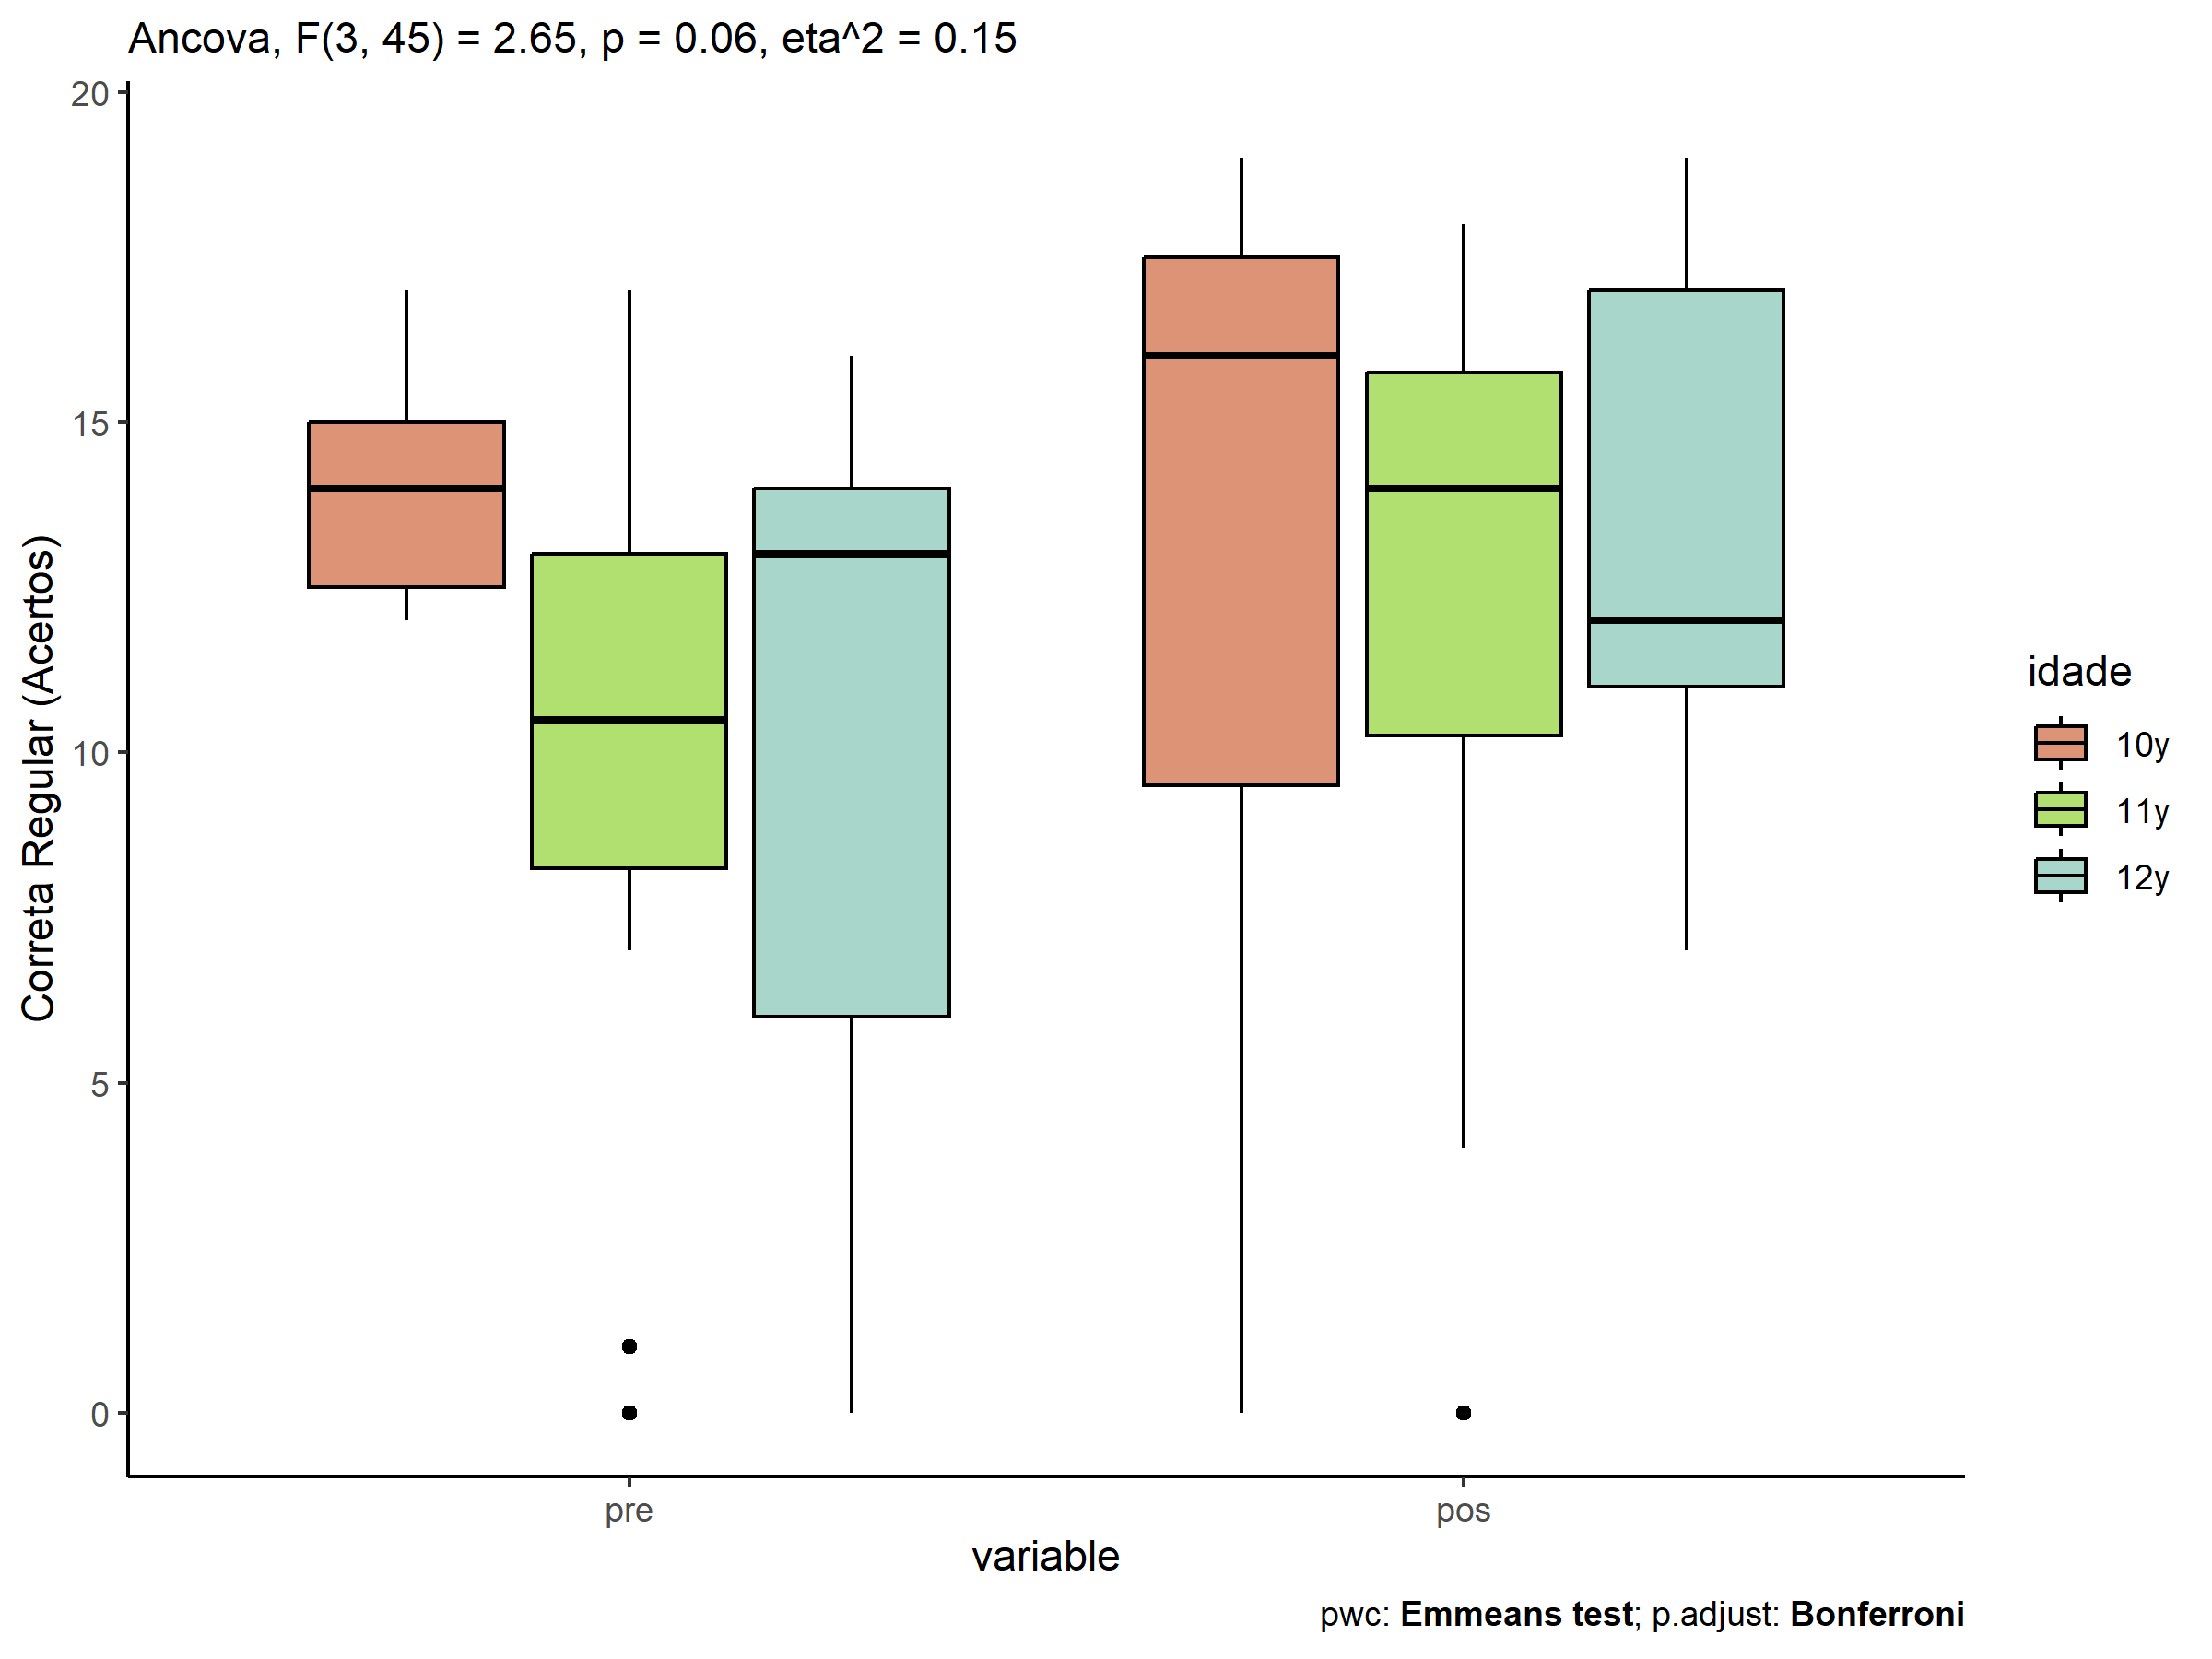 Ancova, F(3, 45) = 2.65, p = 0.06, eta^2 = 0.15
Correta Regular (Acertos)
20
15
10
5
0
pre
pos
variable
idade
10y
11y
12y
pwc: Emmeans test; p.adjust: Bonferroni